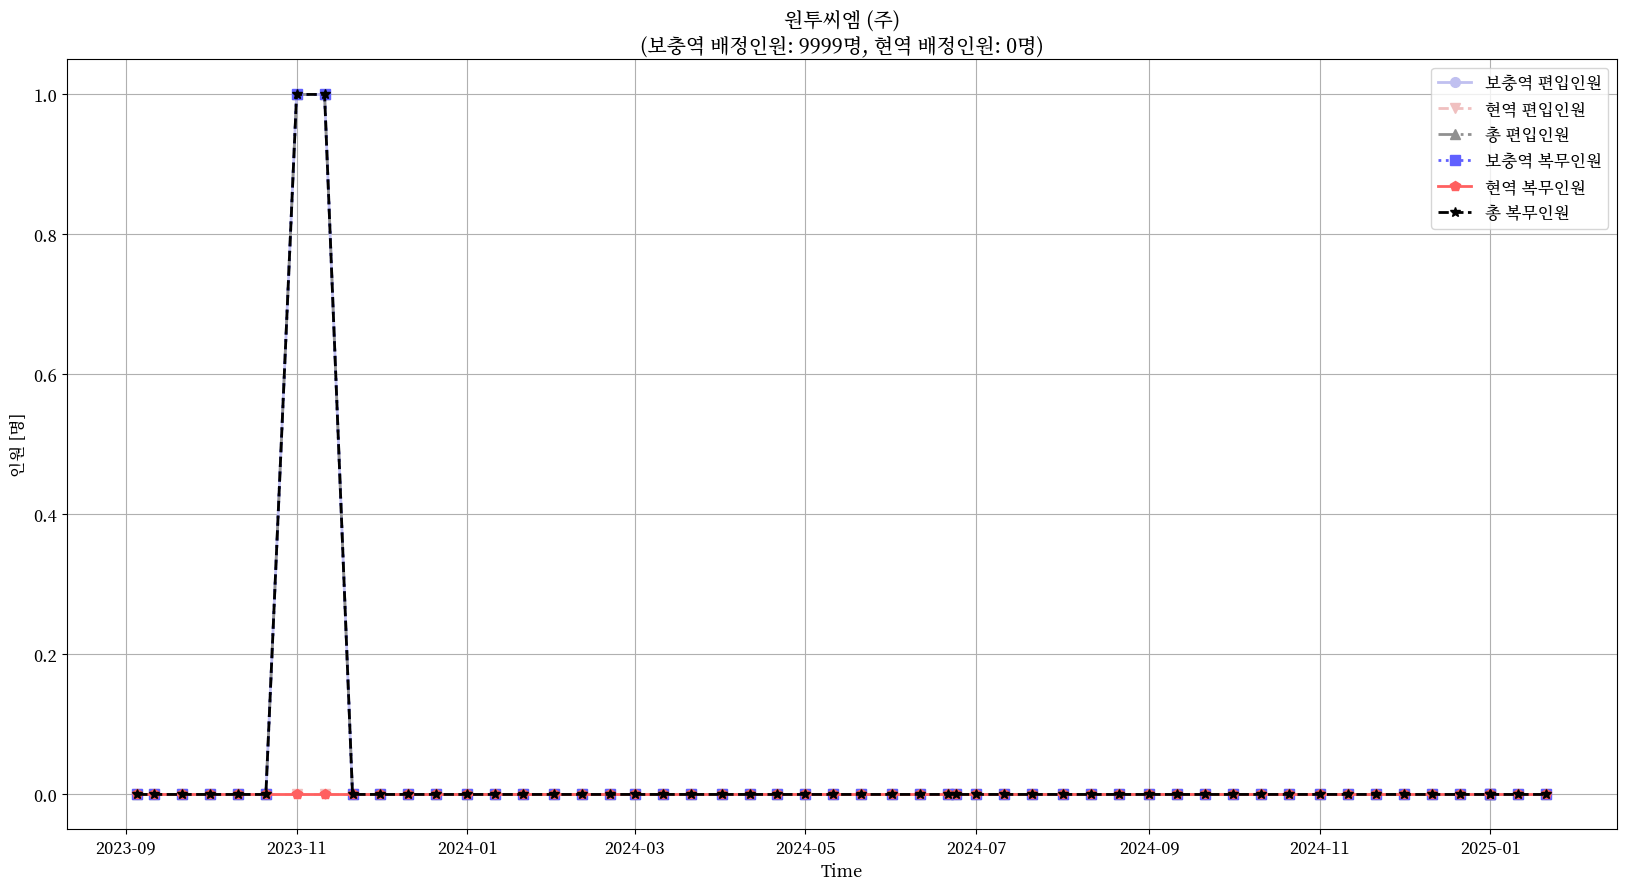 원투씨엠 (주)
(보충역 배정인원: 9999명, 현역 배정인원: 0명)
보충역 편입인원
현역 편입인원
총 편입인원
보충역 복무인원
현역 복무인원
총 복무인원
1.0
0.8
0.6
0.4
0.2
0.0
인원 [명]
2023-09
2023-11
2024-01
2024-03
2024-05
2024-07
2024-09
2024-11
2025-01
Time